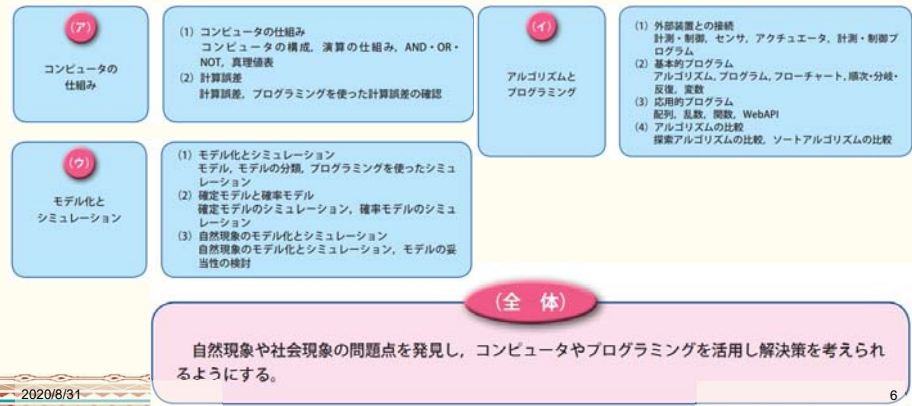 (ア)
コンピュータの
仕組み
(1) コンピュータの仕組み
コンピュータの構成, 演算の仕組み, AND・OR・
NOT, 真理値表
(2) 計算誤差
計算誤差, プログラミングを使った計算誤差の確認
(イ)
アルゴリズムと
プログラミング
(1) 外部装置との接続
計測・制御, センサ, アクチュエータ, 計測・制御プ
ログラム
(2) 基本的プログラム
アルゴリズム, プログラム, フローチャート, 順次・分岐・
反復, 変数
(3) 応用的プログラム
配列, 乱数, 関数, WebAPI
(4) アルゴリズムの比較
探索アルゴリズムの比較, ソートアルゴリズムの比較
(ウ)
モデル化と
シミュレーション
(1) モデル化とシミュレーション
モデル, モデルの分類, プログラミングを使ったシミュ
レーション
(2) 確定モデルと確率モデル
確定モデルのシミュレーション, 確率モデルのシミュ
レーション
(3) 自然現象のモデル化とシミュレーション
自然現象のモデル化とシミュレーション, モデルの妥
当性の検討
(全 体)
自然現象や社会現象の問題点を発見し, コンピュータやプログラミングを活用し解決策を考えられ
るようにする。
2020/8/31
6